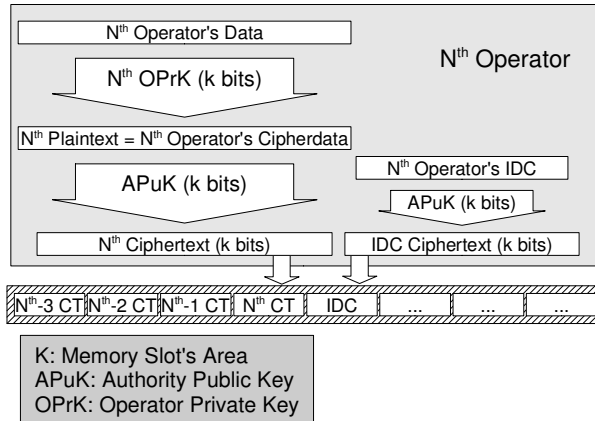 Nth Operator's Data
Nth Operator
Nth OPrK (k bits)
Nth Plaintext = Nth Operator's Cipherdata
Nth Operator's IDC
APuK (k bits)
APuK (k bits)
Nth Ciphertext (k bits)
IDC Ciphertext (k bits)
Nth-3 CT Nth-2 CT Nth-1 CT Nth CT IDC ... ... ...
K: Memory Slot's Area
APuK: Authority Public Key
OPrK: Operator Private Key